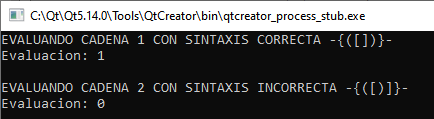 C:\Qt\Qt5.14.0\Tools\QtCreator\bin\qtcreator_process_stub.exe
EVALUANDO CADENA 1 CON SINTAXIS CORRECTA -{([])}-
Evaluacion: 1
EVALUANDO CADENA 2 CON SINTAXIS INCORRECTA -{([)]}-
Evaluacion: 0